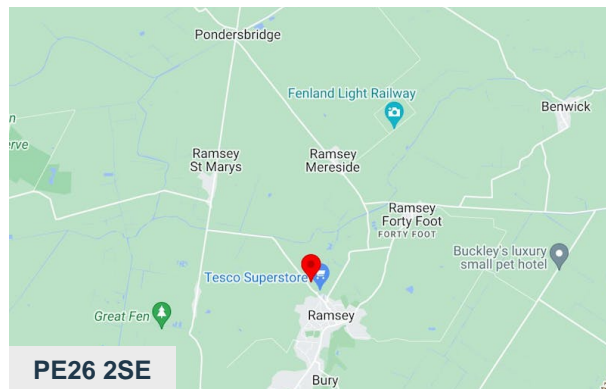 Pondersbridge
Fenland Light Railway
Benwick
n
rve
Ramsey
St Marys
Ramsey
Mereside
Ramsey
Forty Foot
FORTY FOOT
Buckley's luxury
small pet hotel
Tesco Superstore
Great Fen
Ramsey
PE26 2SE
Bury